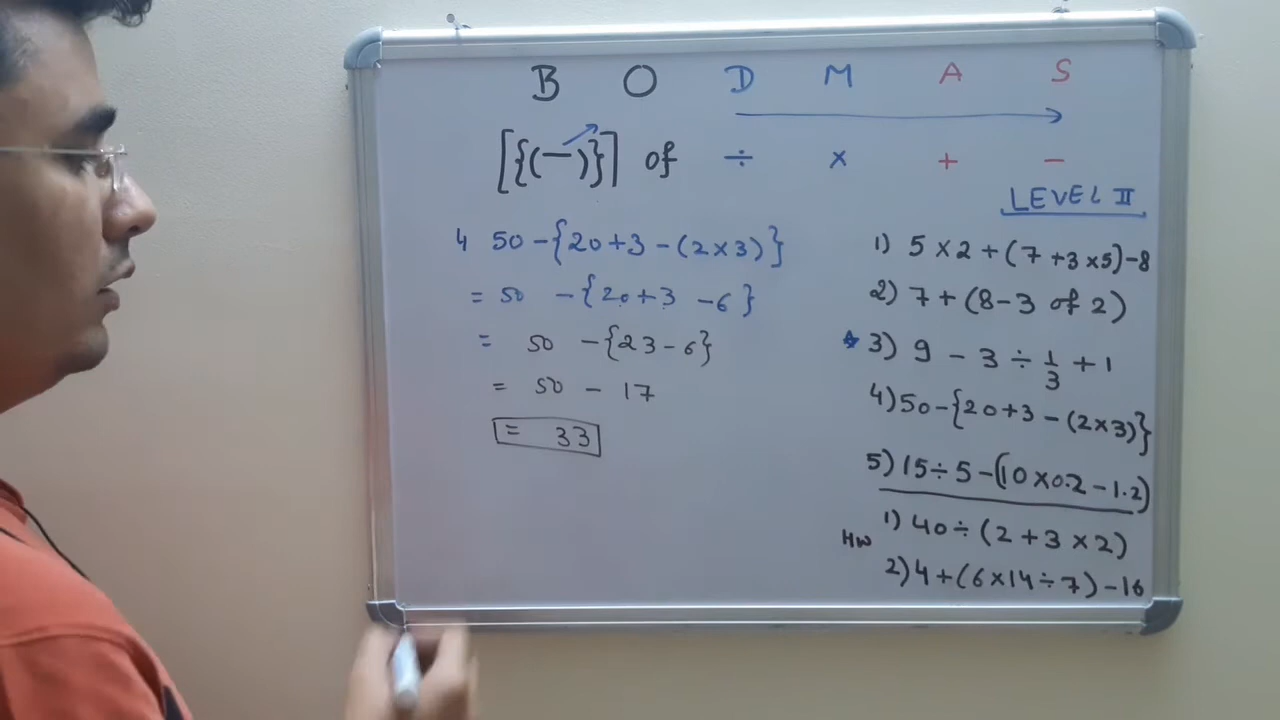 B O D M A S
[{(—)}] of ÷ × + −
LEVEL II
4 50-{20+3-(2×3)}
= 50 -{20+3 -6}
= 50 -{23-6}
= 50 - 17
= 33
1) 5×2+(7+3×5)-8
2) 7+(8-3 of 2)
3) 9 - 3 ÷ 1/3 + 1
4) 50-{20+3-(2×3)}
5) 15÷5-(10×0.2-1.2)
HW 1) 40÷(2+3×2)
2) 4+(6×14÷7)-16